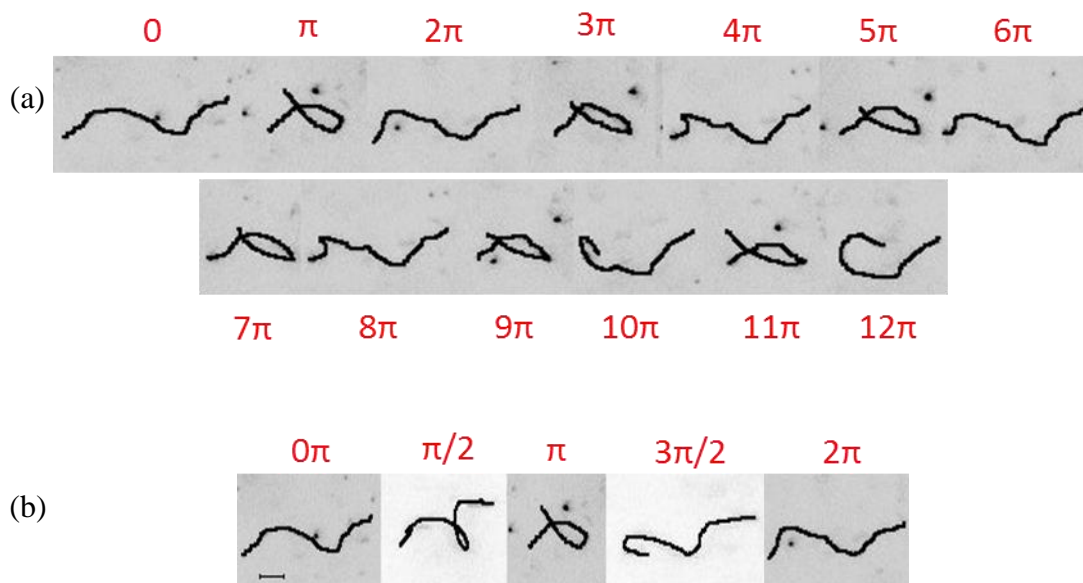 0 π 2π 3π 4π 5π 6π
(a)
7π 8π 9π 10π 11π 12π
0π π/2 π 3π/2 2π
(b)